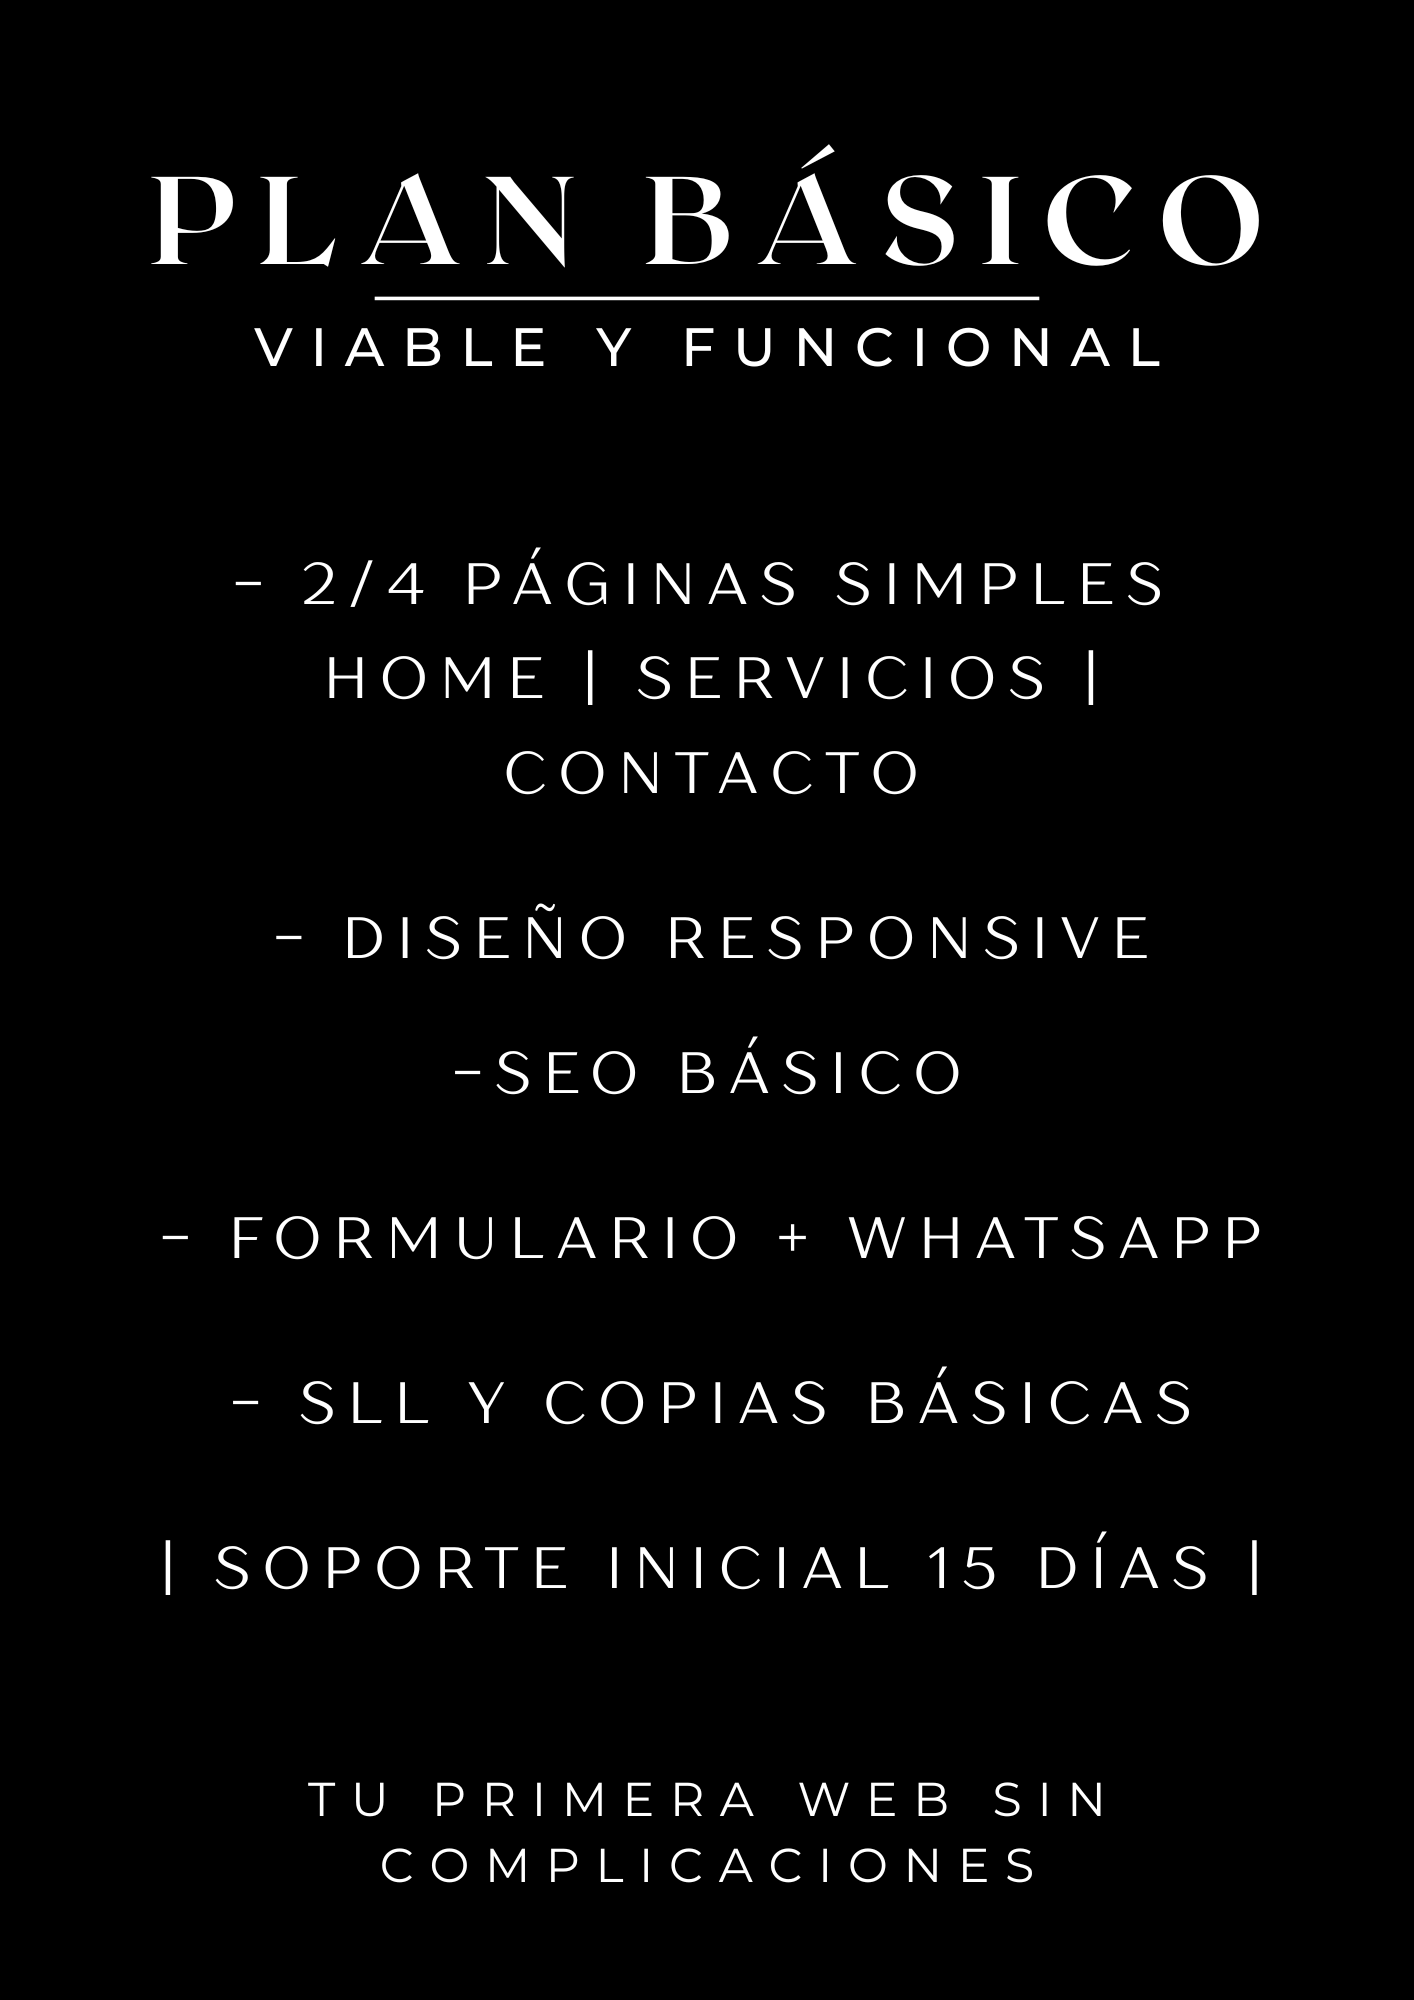 PLAN BÁSICO
VIABLE Y FUNCIONAL
- 2/4 PÁGINAS SIMPLES
HOME | SERVICIOS |
CONTACTO
- DISEÑO RESPONSIVE
-SEO BÁSICO
- FORMULARIO + WHATSAPP
- SLL Y COPIAS BÁSICAS
| SOPORTE INICIAL 15 DÍAS |
TU PRIMERA WEB SIN
COMPLICACIONES